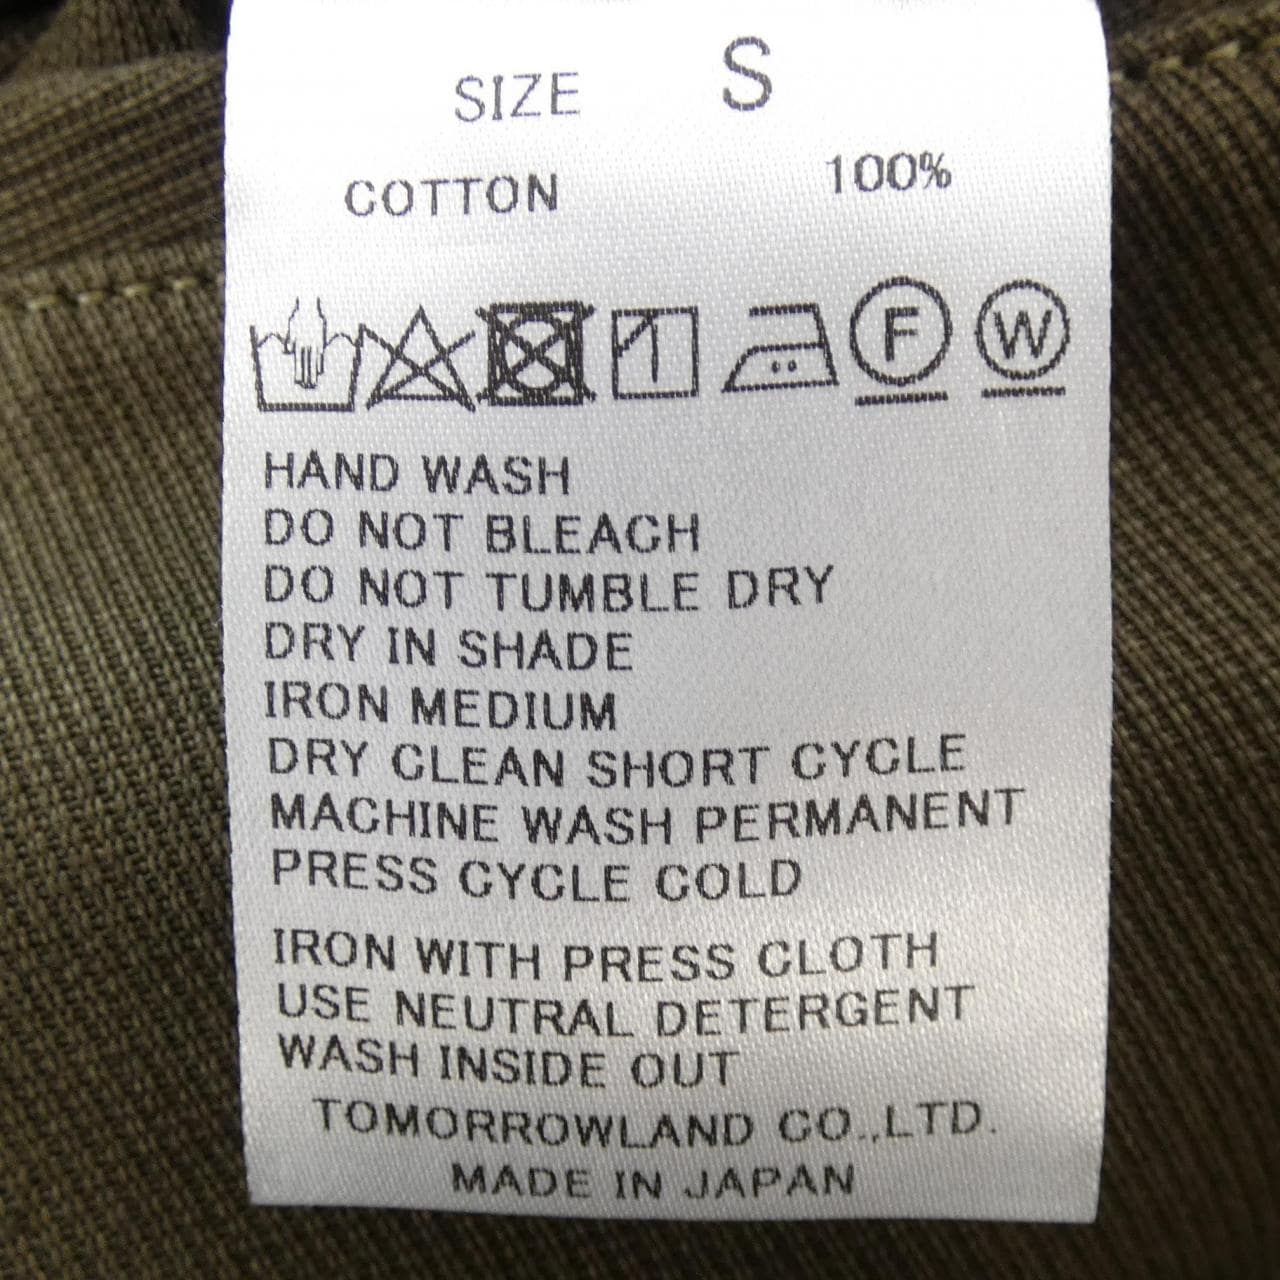 SIZE S
COTTON 100%
F W
HAND WASH
DO NOT BLEACH
DO NOT TUMBLE DRY
DRY IN SHADE
IRON MEDIUM
DRY CLEAN SHORT CYCLE
MACHINE WASH PERMANENT
PRESS CYCLE COLD
IRON WITH PRESS CLOTH
USE NEUTRAL DETERGENT
WASH INSIDE OUT
TOMORROWLAND CO.,LTD.
MADE IN JAPAN